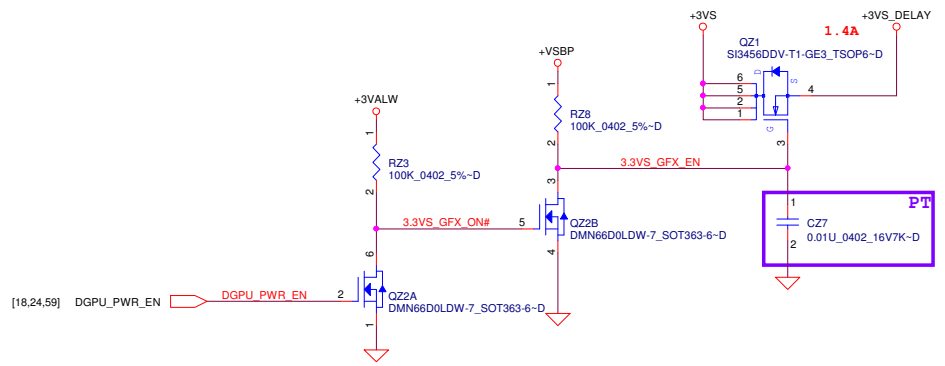 +3VS
+3VS_DELAY
1.4A
QZ1
SI3456DDV-T1-GE3_TSOP6~D
D
S
6
5
2
1
4
G
3
+VSBP
1
RZ8
100K_0402_5%~D
2
+3VALW
1
RZ3
100K_0402_5%~D
2
3.3VS_GFX_EN
3
3.3VS_GFX_ON#
5
QZ2B
DMN66D0LDW-7_SOT363-6~D
4
PT
1
CZ7
0.01U_0402_16V7K~D
2
6
[18,24,59] DGPU_PWR_EN
DGPU_PWR_EN
2
QZ2A
DMN66D0LDW-7_SOT363-6~D
1